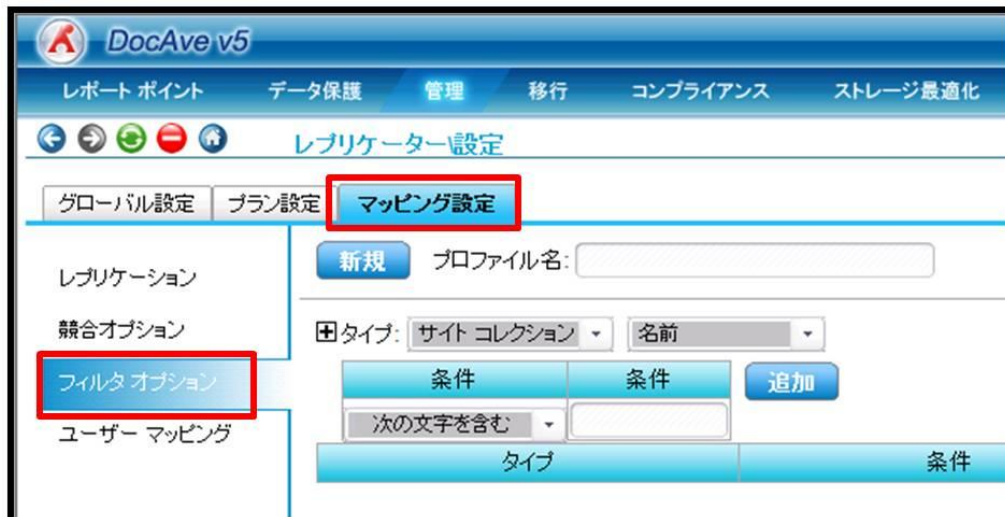 DocAve v5
レポート ポイント データ保護 管理 移行 コンプライアンス ストレージ最適化
レプリケーター\設定
グローバル設定 プラン設定 マッピング設定
新規 プロファイル名:
レプリケーション
競合オプション
タイプ: サイト コレクション 名前
フィルタ オプション
条件 条件 追加
次の文字を含む
ユーザー マッピング
タイプ 条件